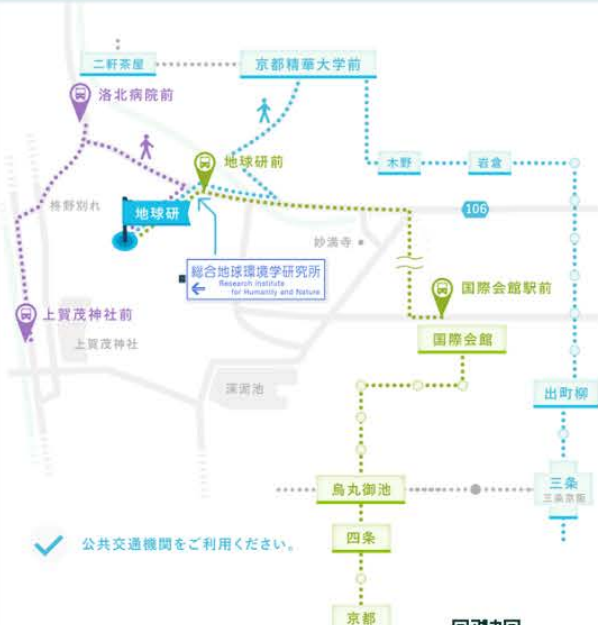 二軒茶屋
京都精華大学前
洛北病院前
地球研前
木野
岩倉
柊野別れ
地球研
106
妙満寺
総合地球環境学研究所
Research Institute
for Humanity and Nature
国際会館駅前
上賀茂神社前
国際会館
上賀茂神社
深泥池
出町柳
烏丸御池
三条
三条京阪
公共交通機関をご利用ください。
四条
京都